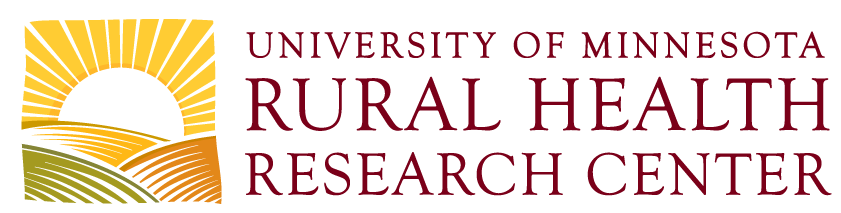 UNIVERSITY OF MINNESOTA
RURAL HEALTH
RESEARCH CENTER